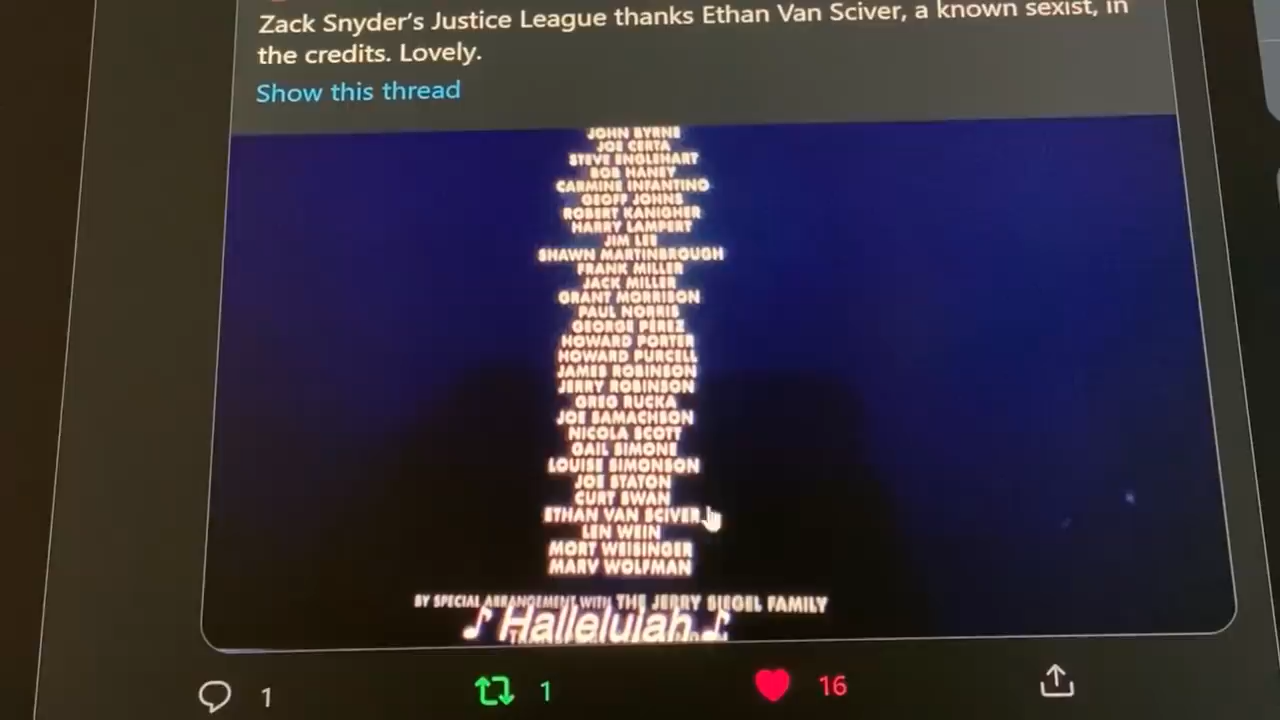 Zack Snyder's Justice League thanks Ethan Van Sciver, a known sexist, in
the credits. Lovely.
Show this thread
JOHN BYRNE
JOE CERTA
STEVE ENGLEHART
BOB HANEY
CARMINE INFANTINO
GEOFF JOHNS
ROBERT KANIGHER
HARRY LAMPERT
JIM LEE
SHAWN MARTINBROUGH
FRANK MILLER
JACK MILLER
GRANT MORRISON
PAUL NORRIS
GEORGE PÉREZ
HOWARD PORTER
HOWARD PURCELL
JAMES ROBINSON
JERRY ROBINSON
GREG RUCKA
JOE SAMACHSON
NICOLA SCOTT
GAIL SIMONE
LOUISE SIMONSON
JOE STATON
CURT SWAN
ETHAN VAN SCIVER
LEN WEIN
MORT WEISINGER
MARV WOLFMAN
BY SPECIAL ARRANGEMENT WITH THE JERRY SIEGEL FAMILY
♪ Hallelujah ♪
1
1
16